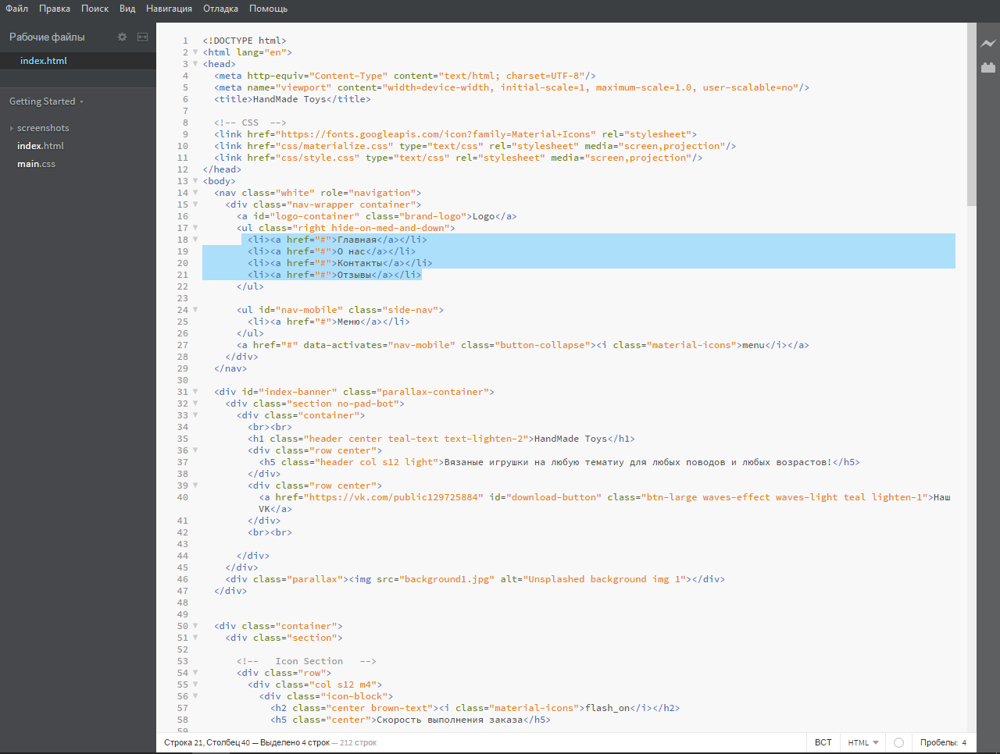 Файл Правка Поиск Вид Навигация Отладка Помощь
Рабочие файлы
index.html
Getting Started
screenshots
index.html
main.css
1 <!DOCTYPE html>
2 <html lang="en">
3 <head>
4 <meta http-equiv="Content-Type" content="text/html; charset=UTF-8"/>
5 <meta name="viewport" content="width=device-width, initial-scale=1, maximum-scale=1.0, user-scalable=no"/>
6 <title>HandMade Toys</title>
7
8 <!-- CSS  -->
9 <link href="https://fonts.googleapis.com/icon?family=Material+Icons" rel="stylesheet">
10 <link href="css/materialize.css" type="text/css" rel="stylesheet" media="screen,projection"/>
11 <link href="css/style.css" type="text/css" rel="stylesheet" media="screen,projection"/>
12 </head>
13 <body>
14 <nav class="white" role="navigation">
15 <div class="nav-wrapper container">
16 <a id="logo-container" class="brand-logo">Logo</a>
17 <ul class="right hide-on-med-and-down">
18 <li><a href="#">Главная</a></li>
19 <li><a href="#">О нас</a></li>
20 <li><a href="#">Контакты</a></li>
21 <li><a href="#">Отзывы</a></li>
22 </ul>
23
24 <ul id="nav-mobile" class="side-nav">
25 <li><a href="#">Меню</a></li>
26 </ul>
27 <a href="#" data-activates="nav-mobile" class="button-collapse"><i class="material-icons">menu</i></a>
28 </div>
29 </nav>
30
31 <div id="index-banner" class="parallax-container">
32 <div class="section no-pad-bot">
33 <div class="container">
34 <br><br>
35 <h1 class="header center teal-text text-lighten-2">HandMade Toys</h1>
36 <div class="row center">
37 <h5 class="header col s12 light">Вязаные игрушки на любую тематиу для любых поводов и любых возрастов!</h5>
38 </div>
39 <div class="row center">
40 <a href="https://vk.com/public129725884" id="download-button" class="btn-large waves-effect waves-light teal lighten-1">Наш
VK</a>
41 </div>
42 <br><br>
43
44 </div>
45 </div>
46 <div class="parallax"><img src="background1.jpg" alt="Unsplashed background img 1"></div>
47 </div>
48
49
50 <div class="container">
51 <div class="section">
52
53 <!--   Icon Section   -->
54 <div class="row">
55 <div class="col s12 m4">
56 <div class="icon-block">
57 <h2 class="center brown-text"><i class="material-icons">flash_on</i></h2>
58 <h5 class="center">Скорость выполнения заказа</h5>
59
Строка 21, Столбец 40 — Выделено 4 строк — 212 строк ВСТ HTML Пробелы: 4